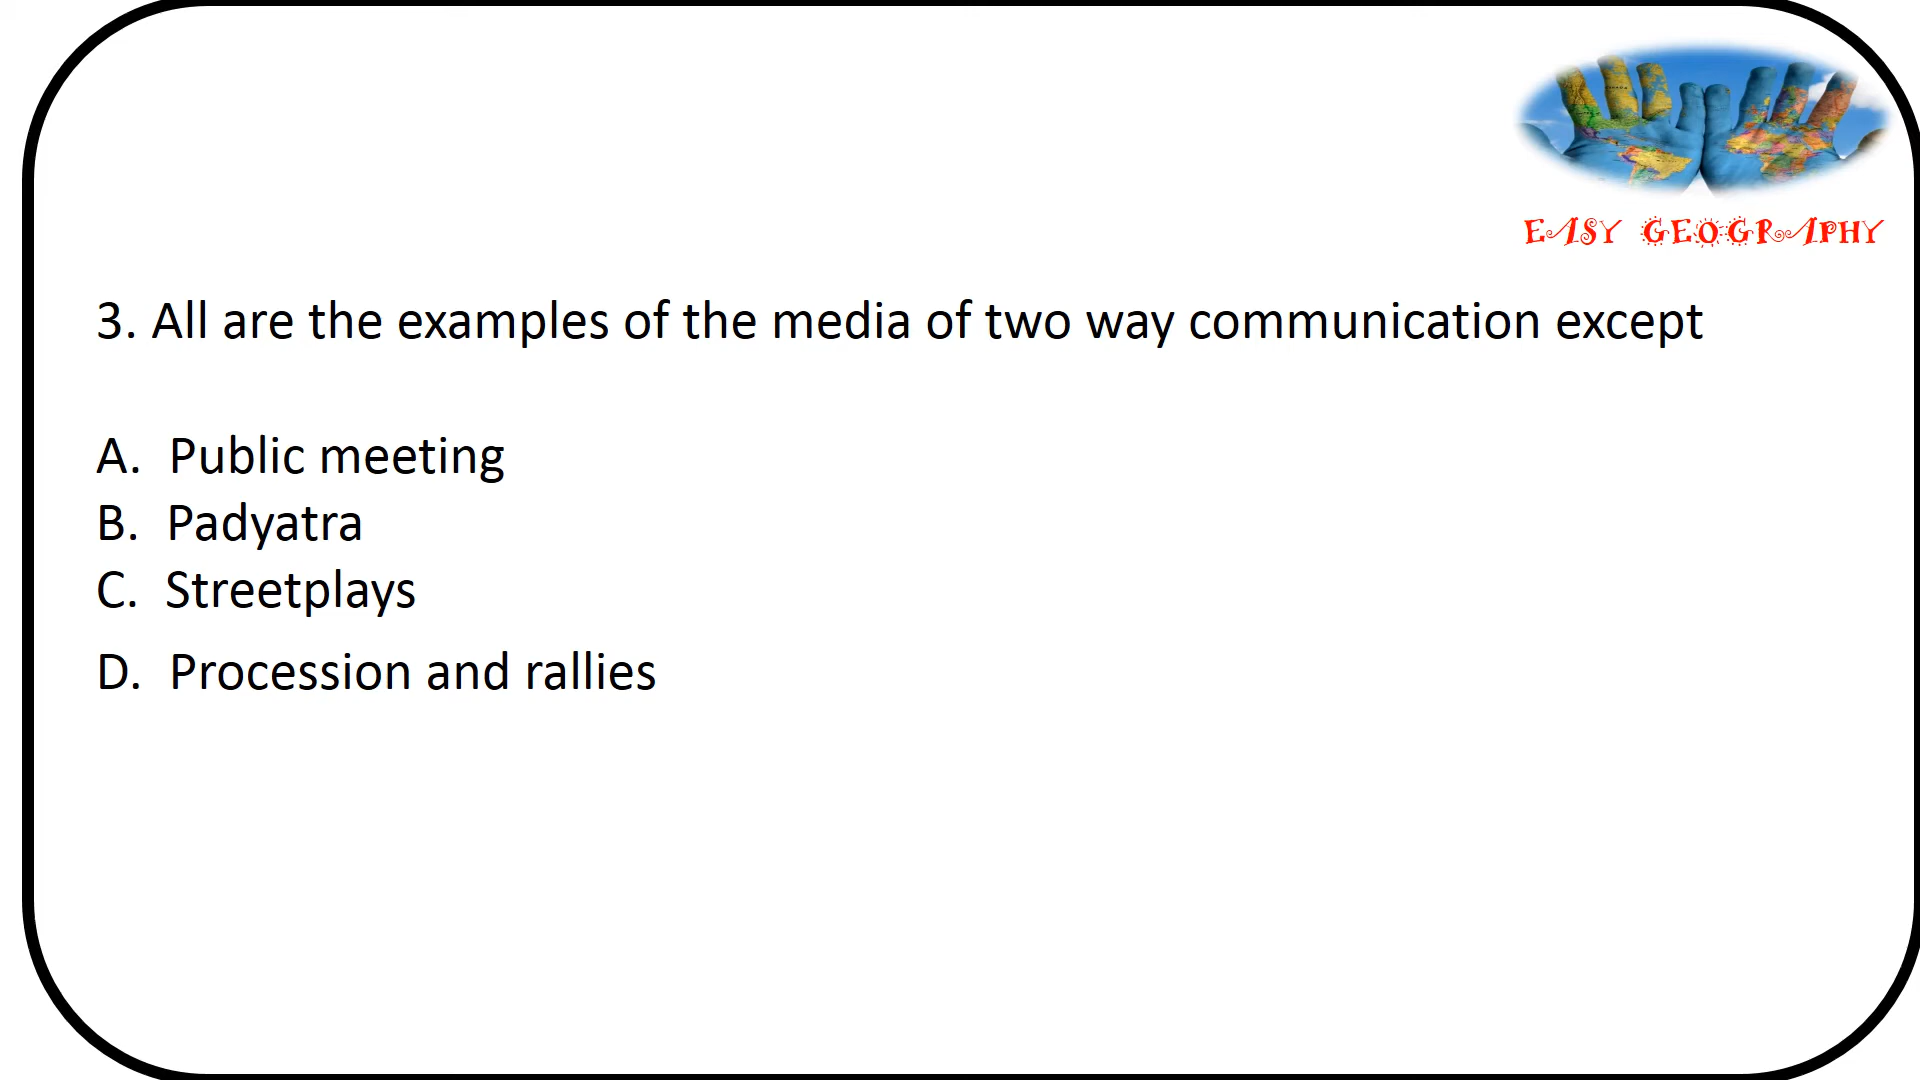 EASY GEOGRAPHY
3. All are the examples of the media of two way communication except
A. Public meeting
B. Padyatra
C. Streetplays
D. Procession and rallies